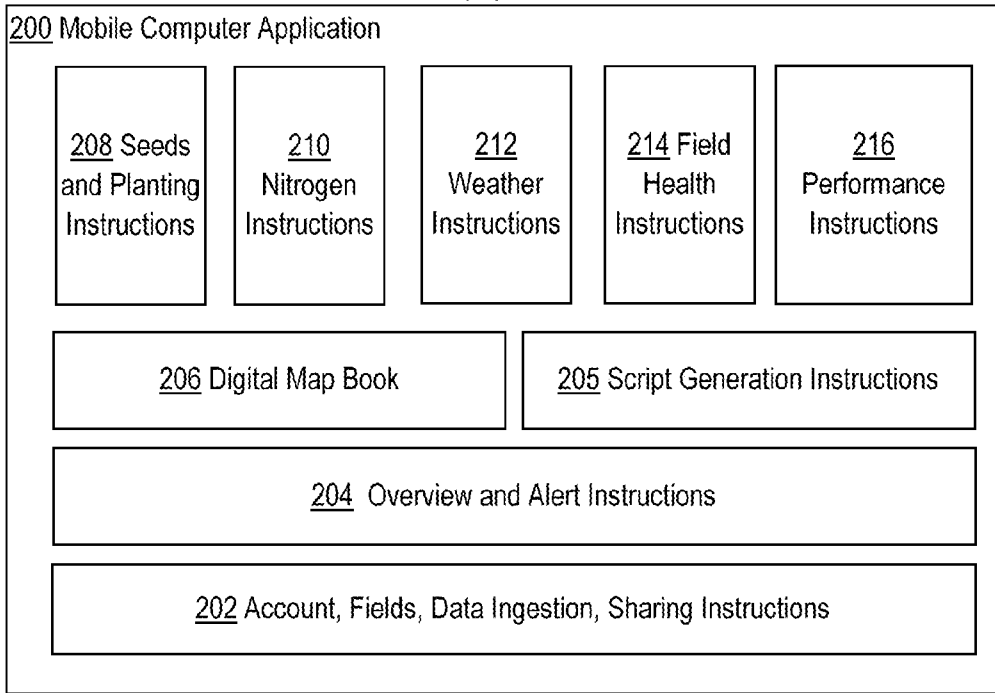 200 Mobile Computer Application
208 Seeds
and Planting
Instructions
210
Nitrogen
Instructions
212
Weather
Instructions
214 Field
Health
Instructions
216
Performance
Instructions
206 Digital Map Book
205 Script Generation Instructions
204 Overview and Alert Instructions
202 Account, Fields, Data Ingestion, Sharing Instructions